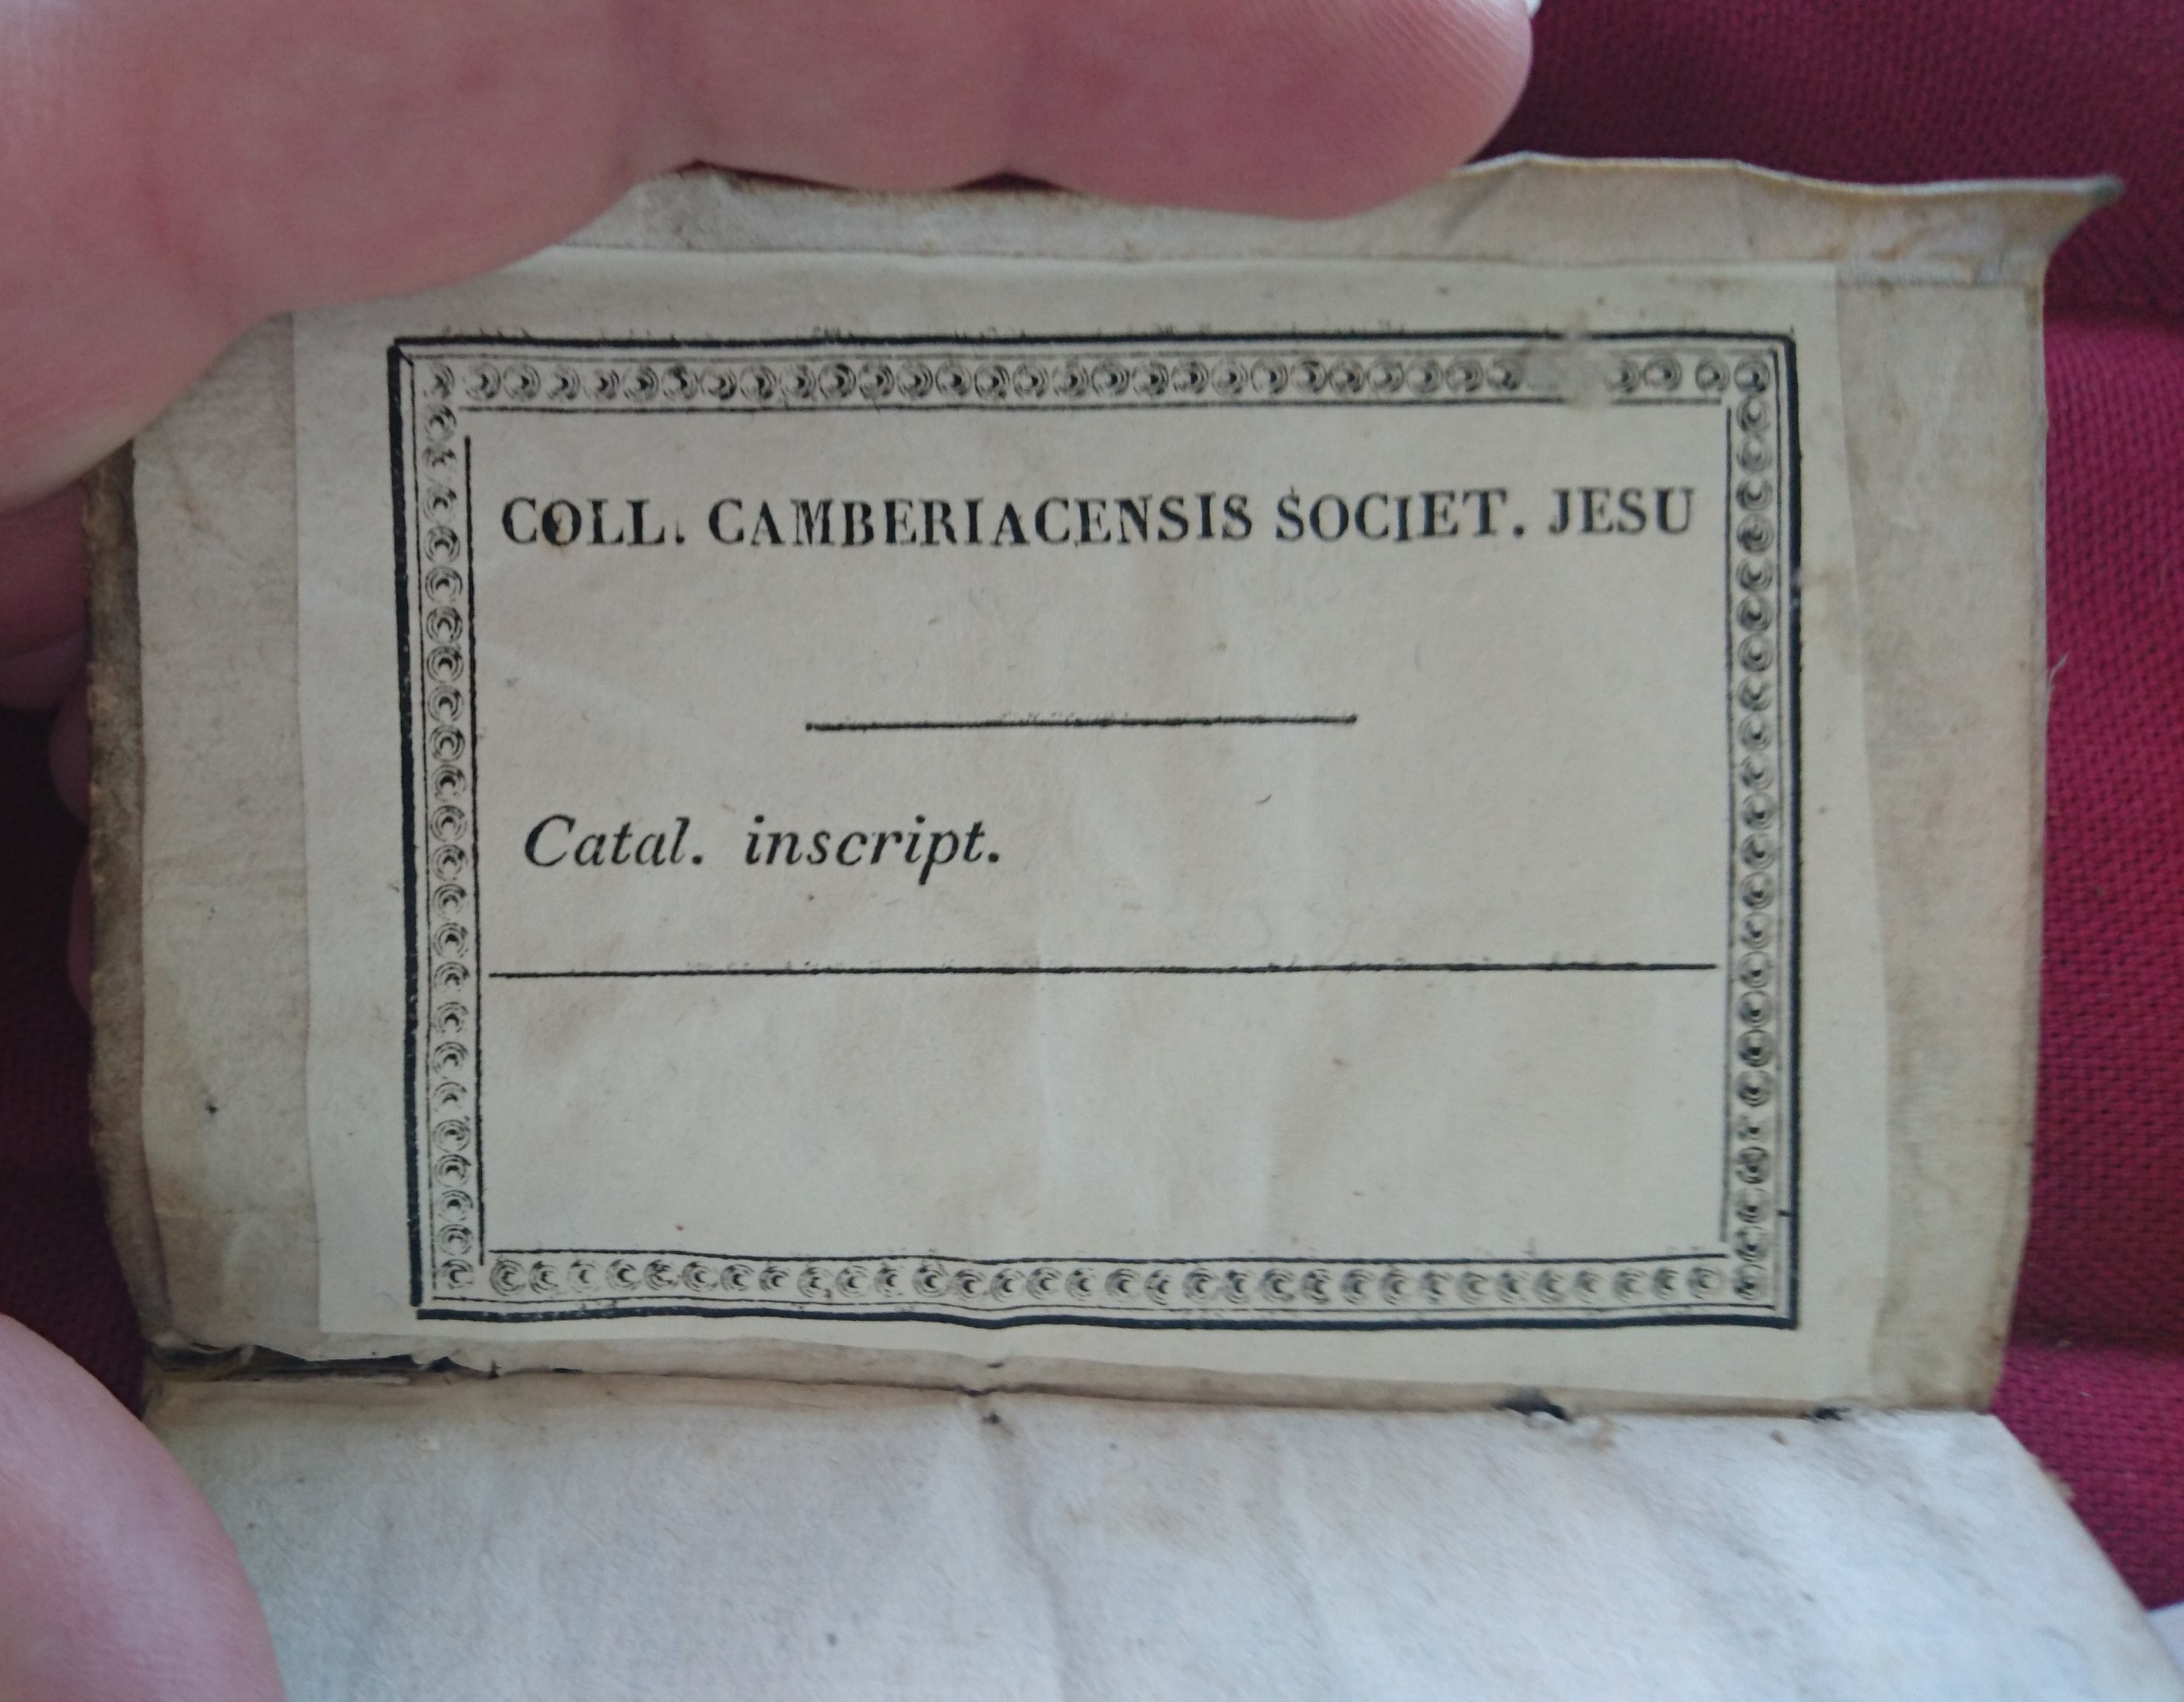 COLL. CAMBERIACENSIS SOCIET. JESU
Catal. inscript.